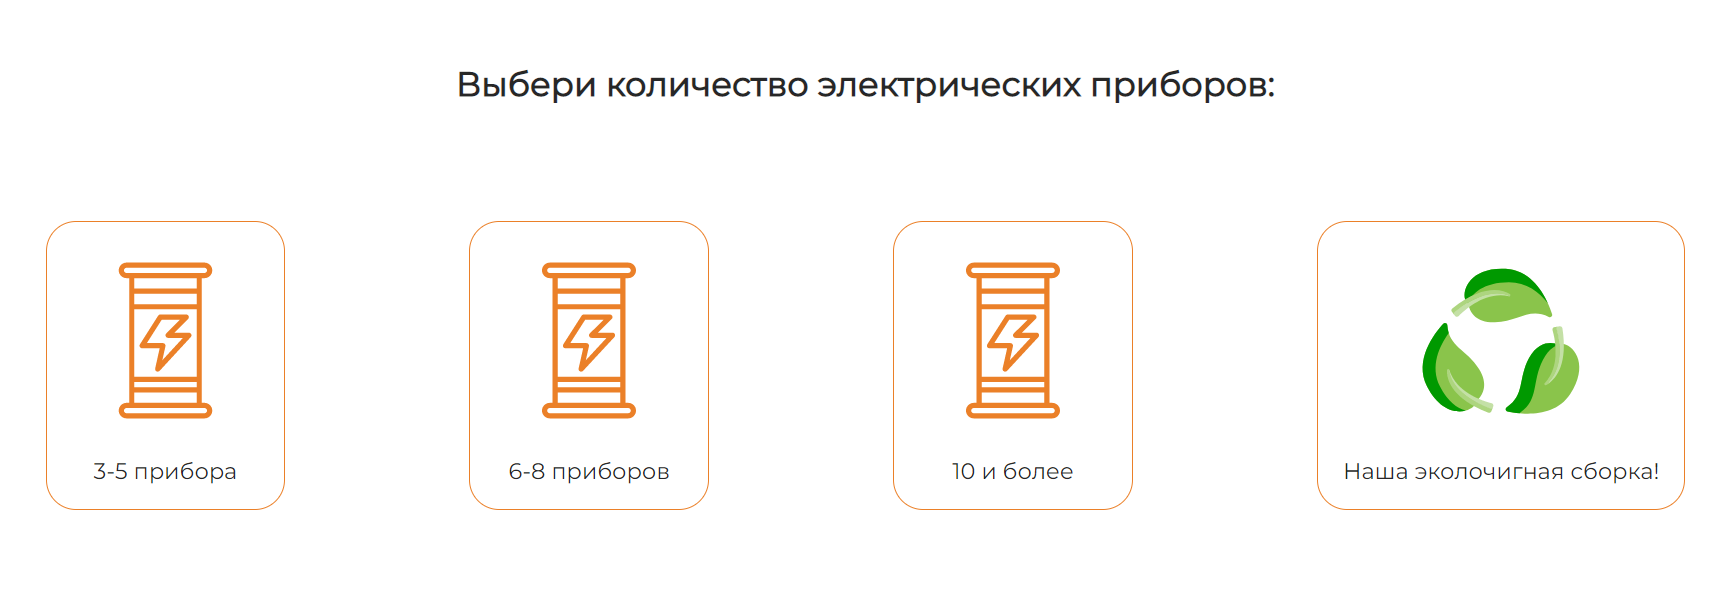 Выбери количество электрических приборов:
3-5 прибора
6-8 приборов
10 и более
Наша эколочигная сборка!